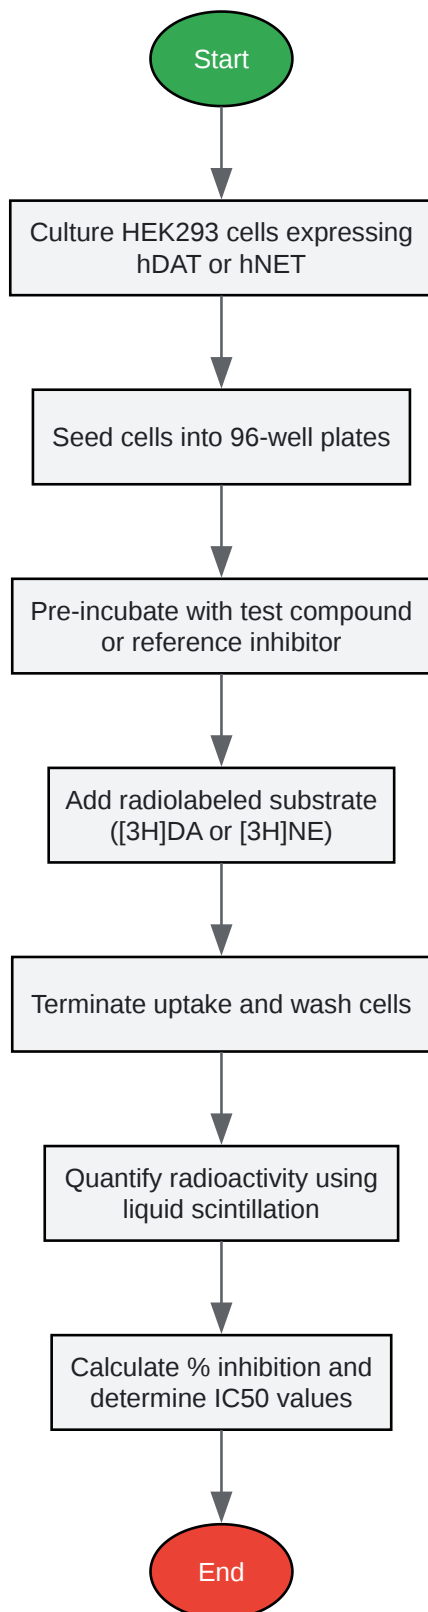 Start
Culture HEK293 cells expressing
hDAT or hNET
Seed cells into 96-well plates
Pre-incubate with test compound
or reference inhibitor
Add radiolabeled substrate
([3H]DA or [3H]NE)
Terminate uptake and wash cells
Quantify radioactivity using
liquid scintillation
Calculate % inhibition and
determine IC50 values
End